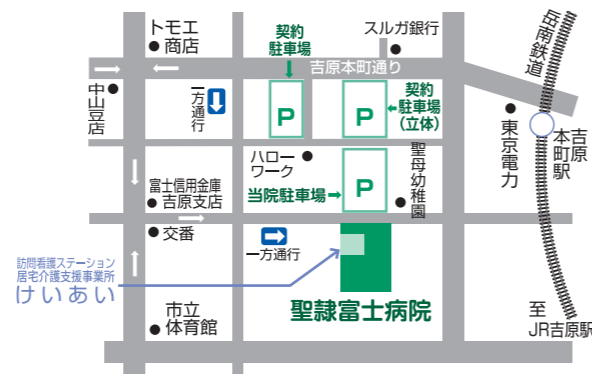 トモエ
商店
契約
駐車場
スルガ銀行
岳南鉄道
吉原本町通り
中山豆店
一方通行
P
P
契約
駐車場
(立体)
東京電力
吉原
本町駅
ハロー
ワーク
P
聖母幼稚園
富士信用金庫
吉原支店
当院駐車場
交番
一方通行
訪問看護ステーション
居宅介護支援事業所
けいあい
聖隷富士病院
市立
体育館
至
JR吉原駅